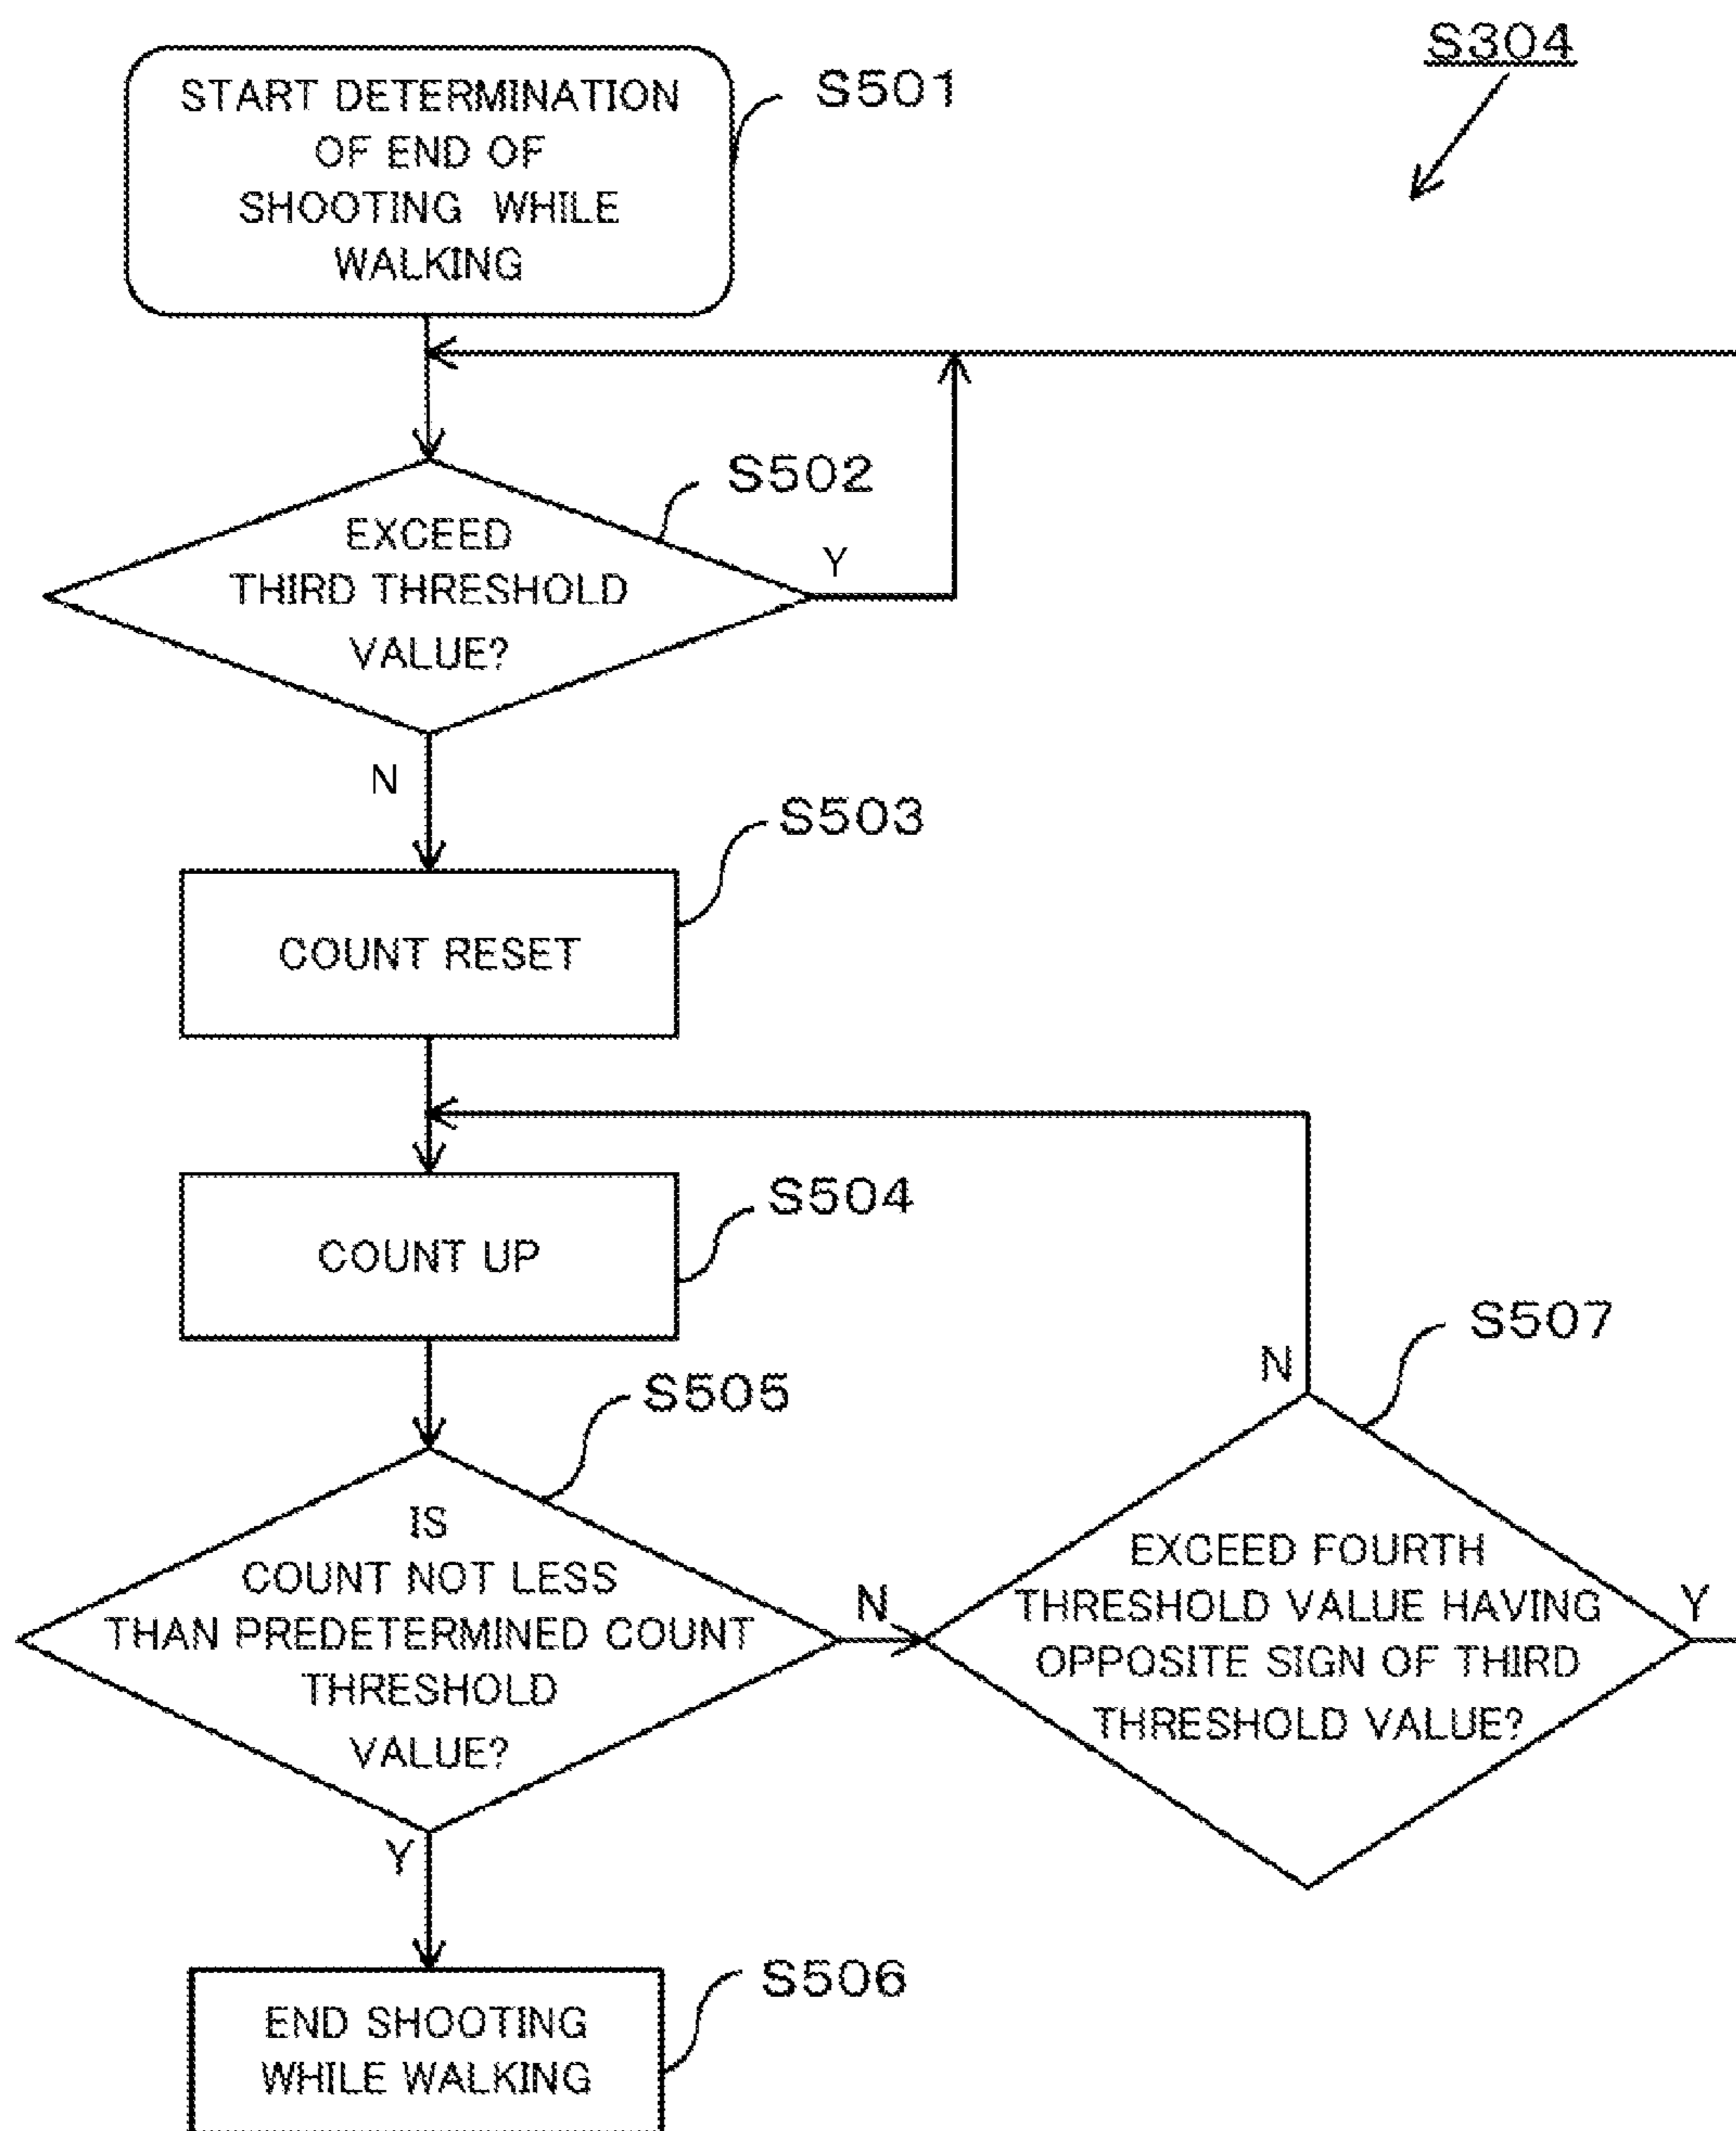 S304
START DETERMINATION
OF END OF
SHOOTING WHILE
WALKING
S501
EXCEED
THIRD THRESHOLD
VALUE?
S502
Y
N
COUNT RESET
S503
COUNT UP
S504
IS
COUNT NOT LESS
THAN PREDETERMINED COUNT
THRESHOLD
VALUE?
S505
N
Y
EXCEED FOURTH
THRESHOLD VALUE HAVING
OPPOSITE SIGN OF THIRD
THRESHOLD VALUE?
S507
N
Y
END SHOOTING
WHILE WALKING
S506